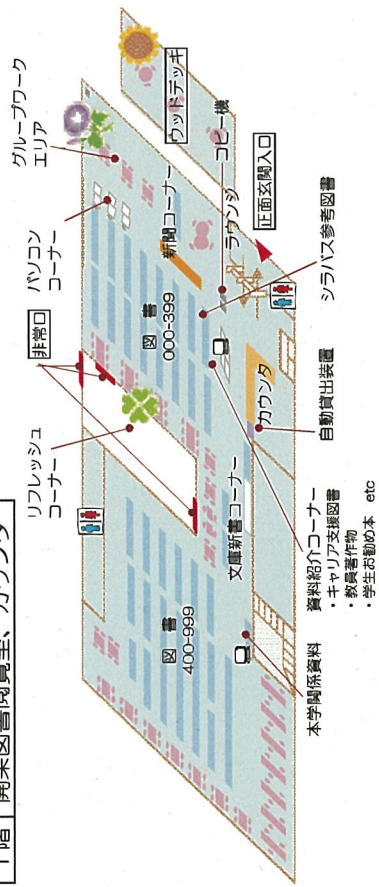 1階 開架図書閲覧室、カウンタ
リフレッシュ
コーナー
非常口
パソコン
コーナー
グループワーク
エリア
図書
400-999
図書
000-399
新聞コーナー
ウッドデッキ
文庫新書コーナー
カウンタ
ラウンジ
コピー機
正面玄関入口
本学関係資料
資料紹介コーナー
・キャリア支援図書
・教員著作物
・学生お勧め本 etc
自動貸出装置
シラバス参考図書